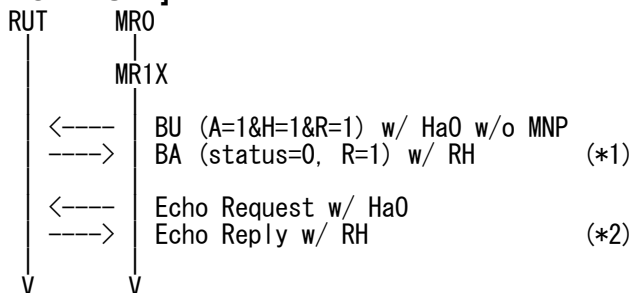 RUT MR0
MR1X
<---- BU (A=1&H=1&R=1) w/ HaO w/o MNP
----> BA (status=0, R=1) w/ RH (*1)
<---- Echo Request w/ HaO
----> Echo Reply w/ RH (*2)
V V